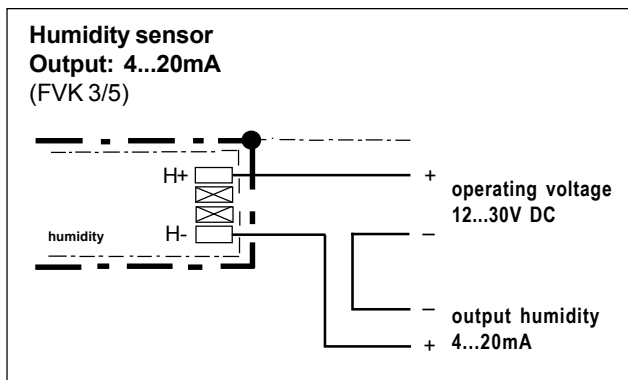 Humidity sensor
Output: 4...20mA
(FVK 3/5)
H+
+
operating voltage
12...30V DC
humidity
H-
–
–
output humidity
+
4...20mA